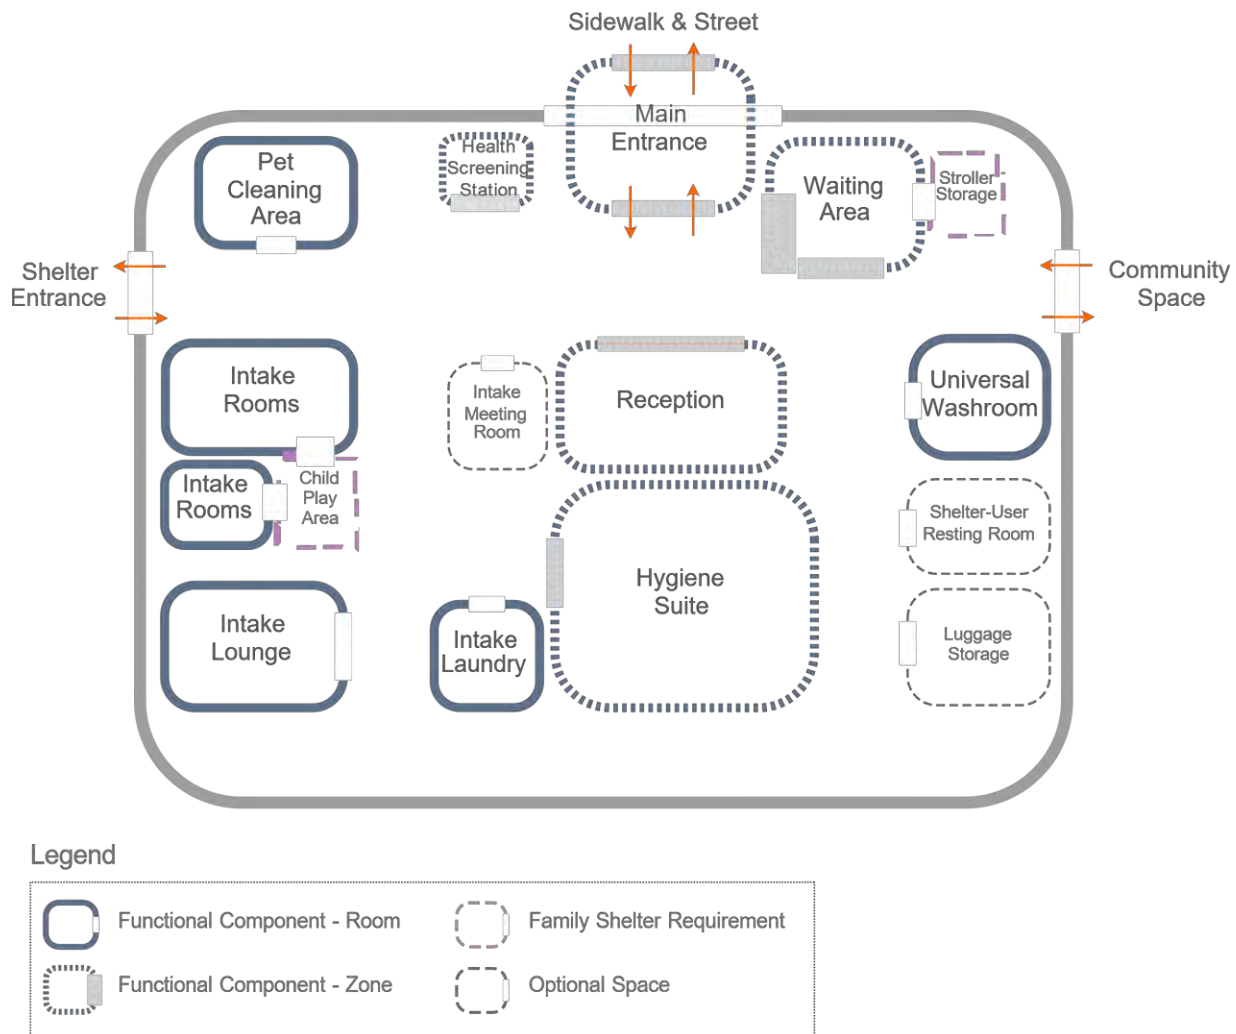 Sidewalk & Street
Main
Entrance
Health
Screening
Station
Pet
Cleaning
Area
Waiting
Area
Stroller
Storage
Shelter
Entrance
Community
Space
Intake
Rooms
Intake
Meeting
Room
Reception
Universal
Washroom
Intake
Rooms
Child
Play
Area
Shelter-User
Resting Room
Hygiene
Suite
Intake
Lounge
Intake
Laundry
Luggage
Storage
Legend
Functional Component - Room
Family Shelter Requirement
Functional Component - Zone
Optional Space